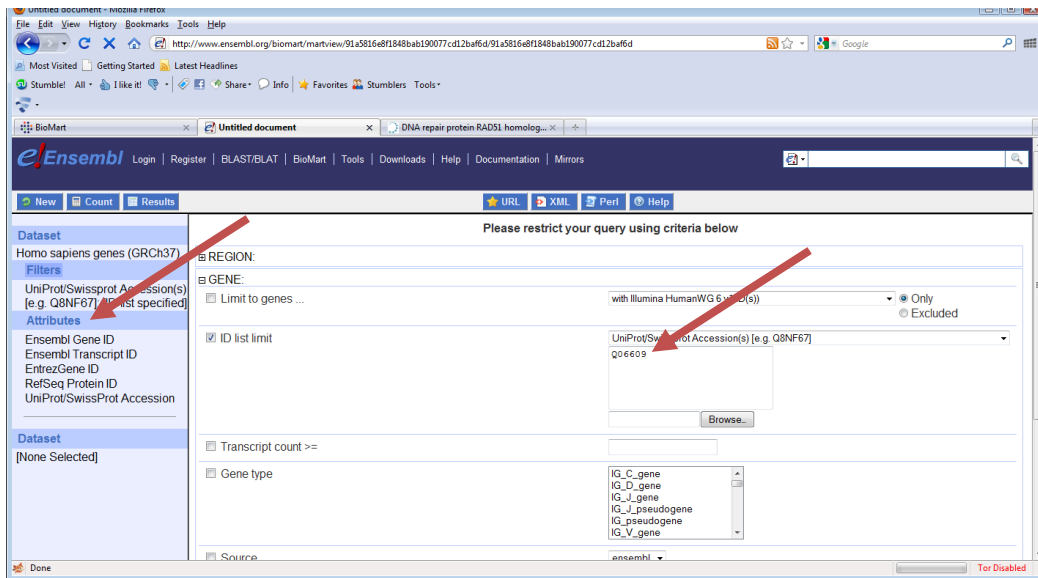 Untitled document - Mozilla Firefox
File Edit View History Bookmarks Tools Help
http://www.ensembl.org/biomart/martview/91a5816e8f1848bab190077cd12baf6d/91a5816e8f1848bab190077cd12baf6d
Google
Most Visited Getting Started Latest Headlines
Stumble! All I like it! Share Info Favorites Stumblers Tools
BioMart Untitled document DNA repair protein RAD51 homolog...
e!Ensembl Login | Register | BLAST/BLAT | BioMart | Tools | Downloads | Help | Documentation | Mirrors
New Count Results URL XML Perl Help
Please restrict your query using criteria below
Dataset
Homo sapiens genes (GRCh37)
Filters
UniProt/Swissprot Accession(s)
[e.g. Q8NF67]: list specified]
Attributes
Ensembl Gene ID
Ensembl Transcript ID
EntrezGene ID
RefSeq Protein ID
UniProt/SwissProt Accession
Dataset
[None Selected]
REGION:
GENE:
Limit to genes ...
with Illumina HumanWG 6
Only
Excluded
ID list limit
UniProt/Swissprot Accession(s) [e.g. Q8NF67]
Q06609
Browse..
Transcript count >=
Gene type
IG_C_gene
IG_D_gene
IG_J_gene
IG_J_pseudogene
IG_pseudogene
IG_V_gene
Source
ensembl
Done
Tor Disabled